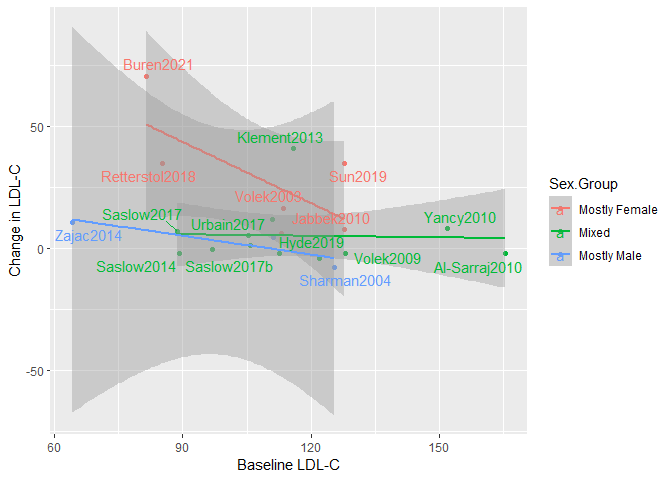 Buren2021
50
Klement2013
Retterstol2018
Sun2019
Volek2008
Saslow2017
Urbain2017
Jabbek2010
Yancy2010
Zajac2014
Hyde2019
0
Saslow2014
Saslow2017b
Volek2009
Al-Sarraj2010
Sharman2004
-50
60
90
120
150
Baseline LDL-C
Change in LDL-C
Sex.Group
a Mostly Female
a Mixed
a Mostly Male